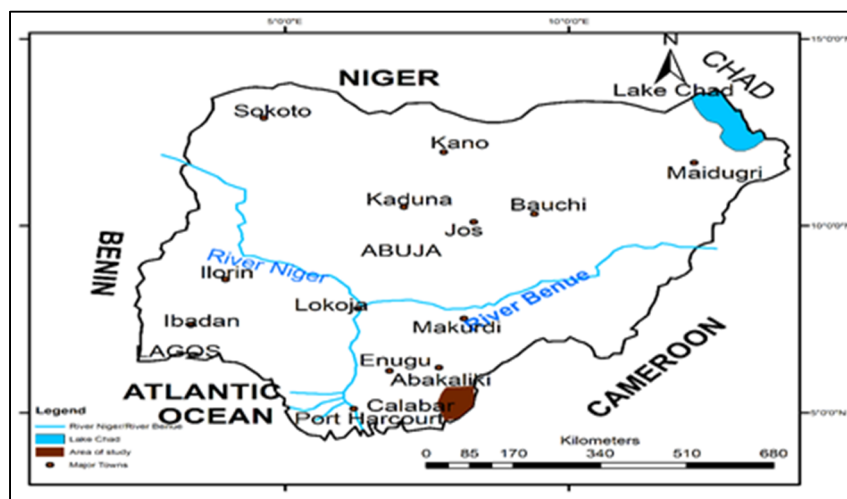 5°0'0"E
10°0'0"E
15°0'0"
N
NIGER
CHAD
Lake Chad
Sokoto
Kano
Maidugri
Kaduna
Bauchi
Jos
10°0'0"
BENIN
ABUJA
River Niger
Ilorin
Lokoja
River Benue
Ibadan
Makurdi
LAGOS
Enugu
Abakaliki
CAMEROON
ATLANTIC
OCEAN
Calabar
Port Harcourt
5°0'0"E
Legend
River Niger/River Benue
Lake Chad
Area of study
Major Towns
Kilometers
0 85 170 340 510 680